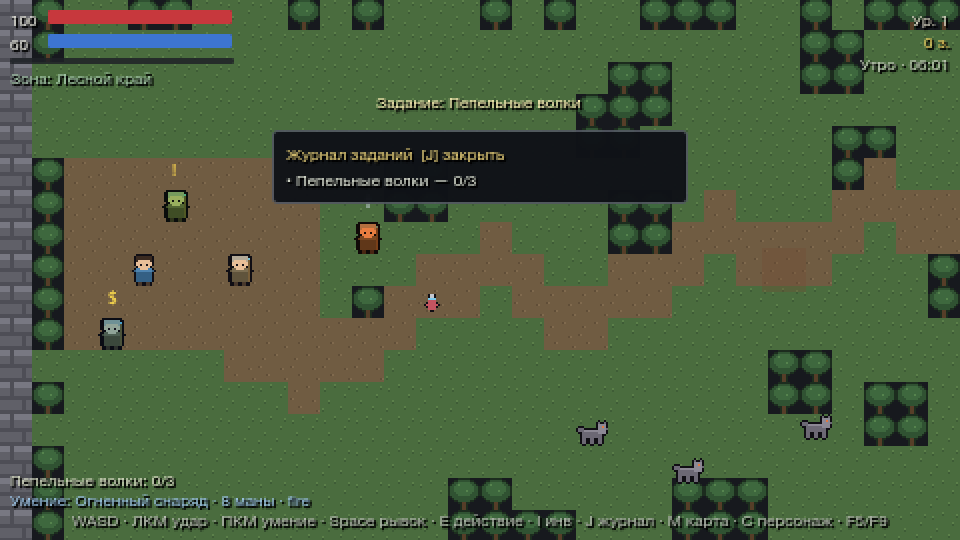 100
60
Зона: Лесной край
Ур. 1
0 з.
Утро · 06:01
Задание: Пепельные волки
Журнал заданий [J] закрыть
• Пепельные волки — 0/3
!
$
Пепельные волки: 0/3
Умение: Огненный снаряд · 8 маны · fire
WASD · ЛКМ удар · ПКМ умение · Space рывок · E действие · I инв · J журнал · M карта · C персонаж · F5/F9